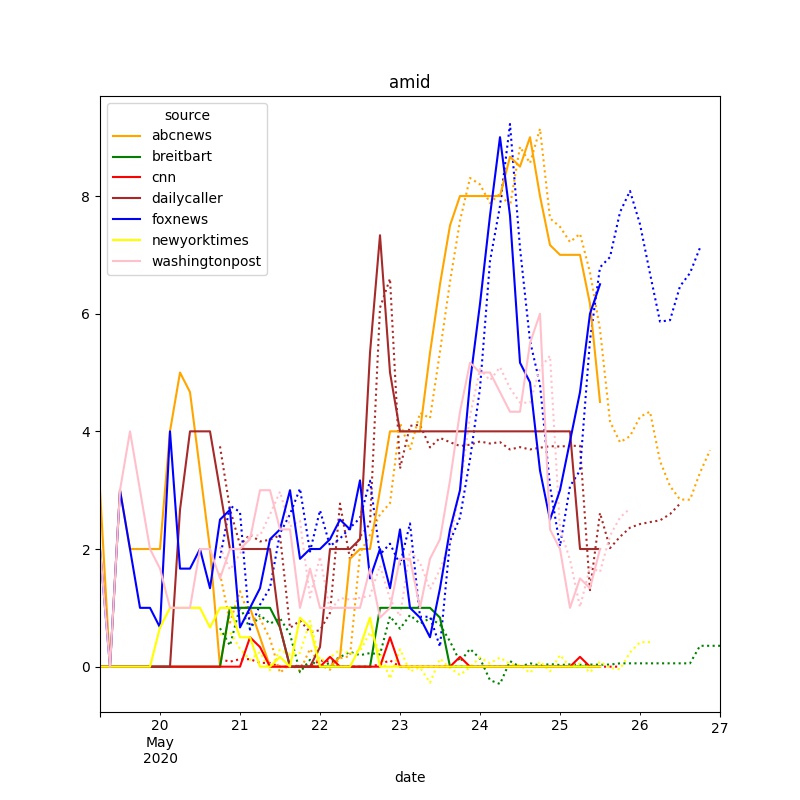 amid
source
abcnews
breitbart
cnn
dailycaller
foxnews
newyorktimes
washingtonpost
8
6
4
2
0
20 21 22 23 24 25 26 27
May
2020
date